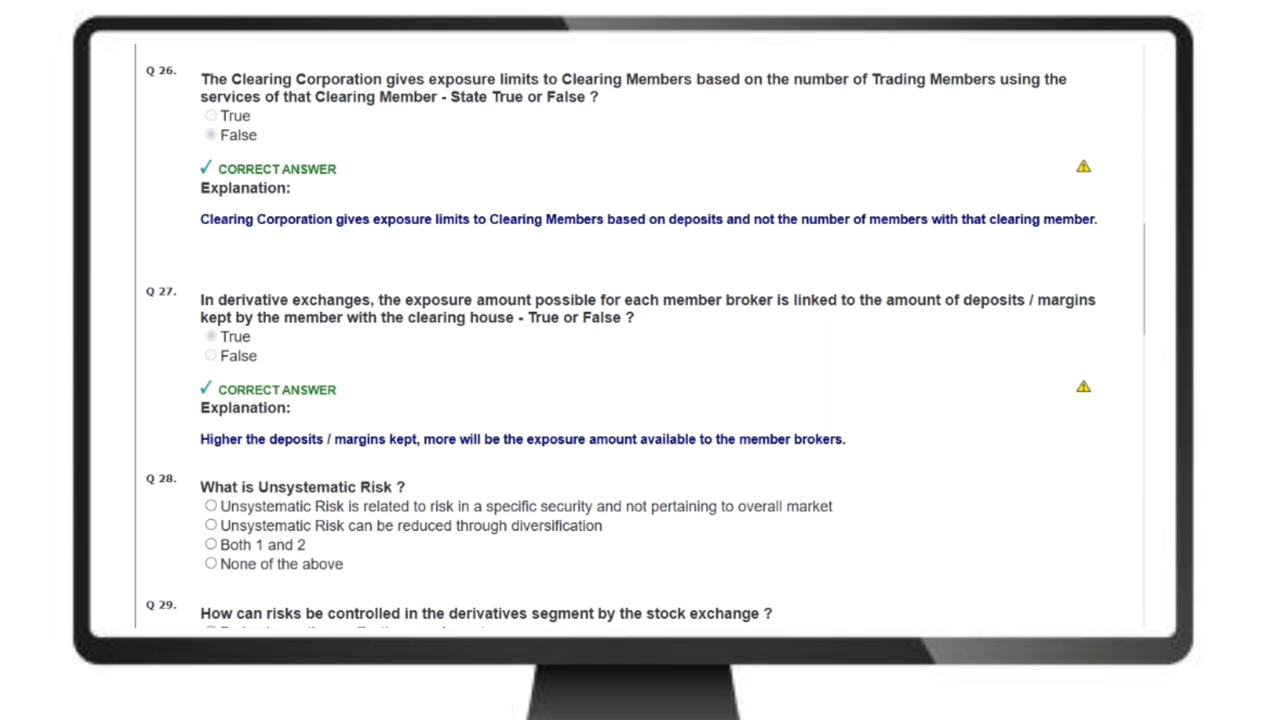 Q 26.
The Clearing Corporation gives exposure limits to Clearing Members based on the number of Trading Members using the
services of that Clearing Member - State True or False ?
True
False
✓ CORRECT ANSWER
Explanation:
Clearing Corporation gives exposure limits to Clearing Members based on deposits and not the number of members with that clearing member.
Q 27.
In derivative exchanges, the exposure amount possible for each member broker is linked to the amount of deposits / margins
kept by the member with the clearing house - True or False ?
True
False
✓ CORRECT ANSWER
Explanation:
Higher the deposits / margins kept, more will be the exposure amount available to the member brokers.
Q 28.
What is Unsystematic Risk ?
Unsystematic Risk is related to risk in a specific security and not pertaining to overall market
Unsystematic Risk can be reduced through diversification
Both 1 and 2
None of the above
Q 29.
How can risks be controlled in the derivatives segment by the stock exchange ?